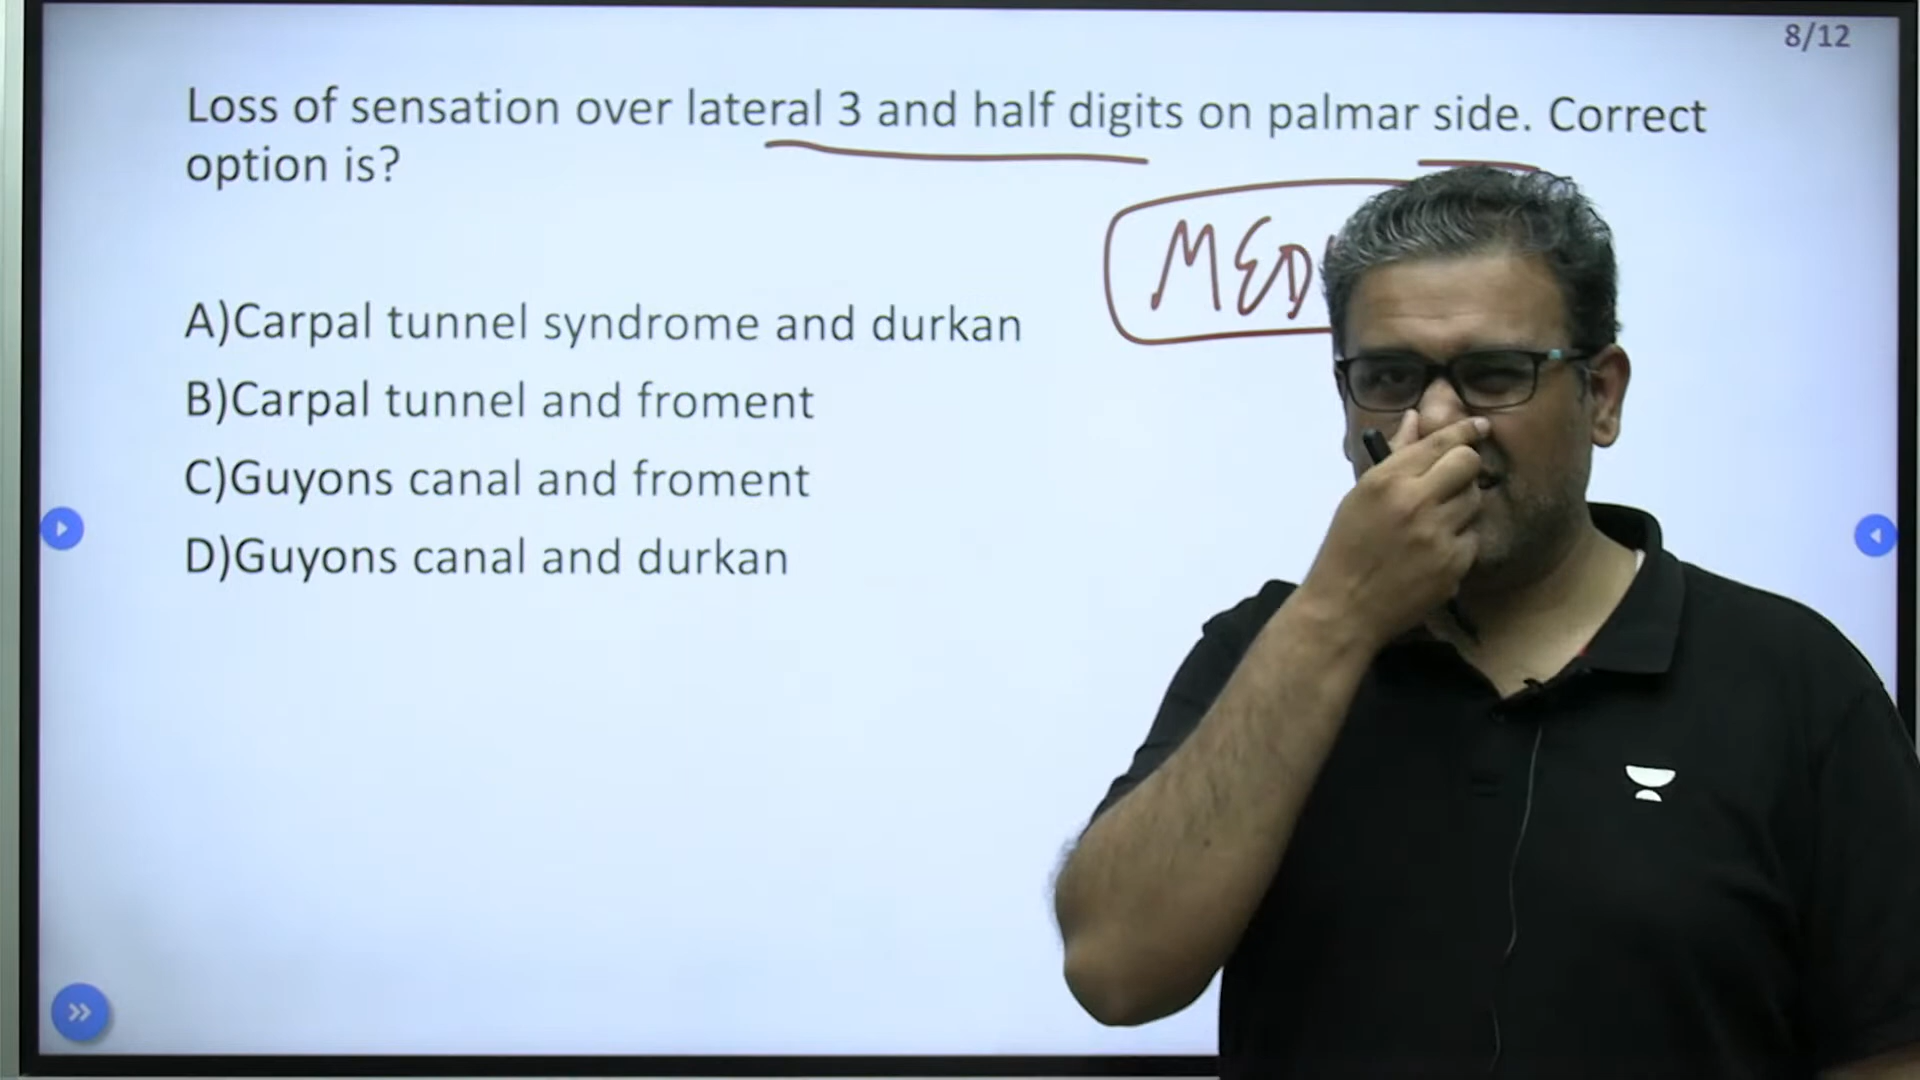 8/12
Loss of sensation over lateral 3 and half digits on palmar side. Correct
option is?
MED
A)Carpal tunnel syndrome and durkan
B)Carpal tunnel and froment
C)Guyons canal and froment
D)Guyons canal and durkan